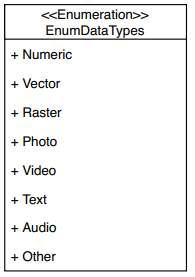 <<Enumeration>>
EnumDataTypes
+ Numeric
+ Vector
+ Raster
+ Photo
+ Video
+ Text
+ Audio
+ Other